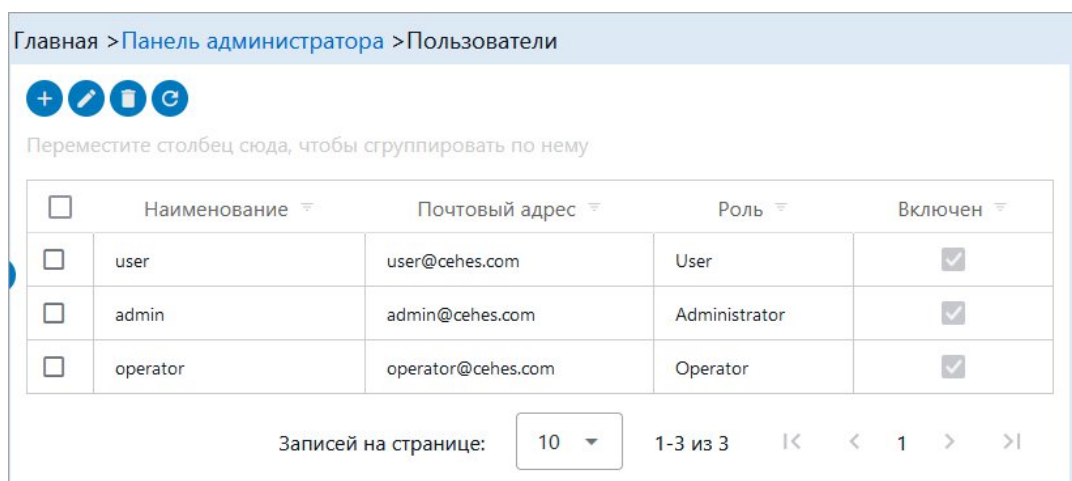 Главная >Панель администратора >Пользователи
Переместите столбец сюда, чтобы сгруппировать по нему
Наименование Почтовый адрес Роль Включен
user user@cehes.com User
admin admin@cehes.com Administrator
operator operator@cehes.com Operator
Записей на странице: 10 1-3 из 3 1